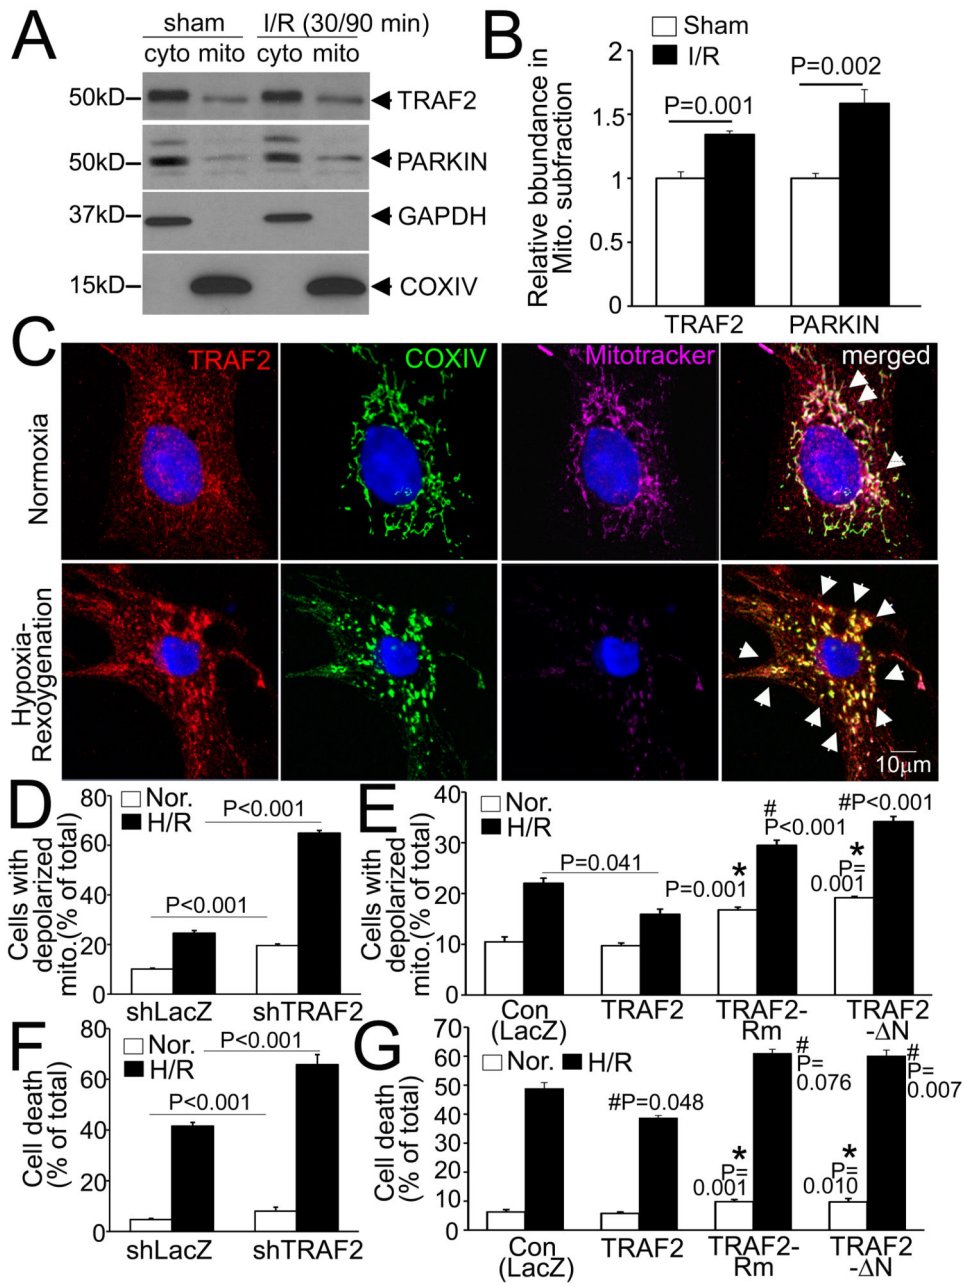 A
sham
I/R (30/90 min)
cyto mito cyto mito
50kD
TRAF2
50kD
PARKIN
37kD
GAPDH
15kD
COXIV
B
Sham
I/R
Relative bbundance in
Mito. subfraction
2
1.5
1
0.5
0
P=0.001
P=0.002
TRAF2
PARKIN
C
TRAF2
COXIV
Mitotracker
merged
Normoxia
Hypoxia-
Rexoxygenation
10µm
D
Nor.
H/R
Cells with
depolarized
mito.(% of total)
80
60
40
20
0
P<0.001
P<0.001
shLacZ
shTRAF2
E
Nor.
H/R
Cells with
depolarized
mito.(% of total)
40
30
20
10
0
P=0.041
P=0.001
*
#
P<0.001
#P<0.001
*
P=
0.001
Con
(LacZ)
TRAF2
TRAF2-
Rm
TRAF2
-ΔN
F
Nor.
H/R
Cell death
(% of total)
80
60
40
20
0
P<0.001
P<0.001
shLacZ
shTRAF2
G
Nor.
H/R
Cell death
(% of total)
70
60
50
40
30
20
10
0
#P=0.048
*
P=
0.001
#
P=
0.076
*
P=
0.010
#
P=
0.007
Con
(LacZ)
TRAF2
TRAF2-
Rm
TRAF2
-ΔN